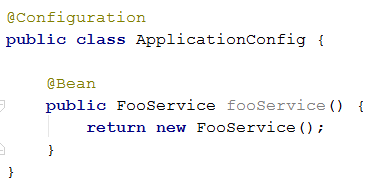 @Configuration
public class ApplicationConfig {
@Bean
public FooService fooService() {
return new FooService();
}
}